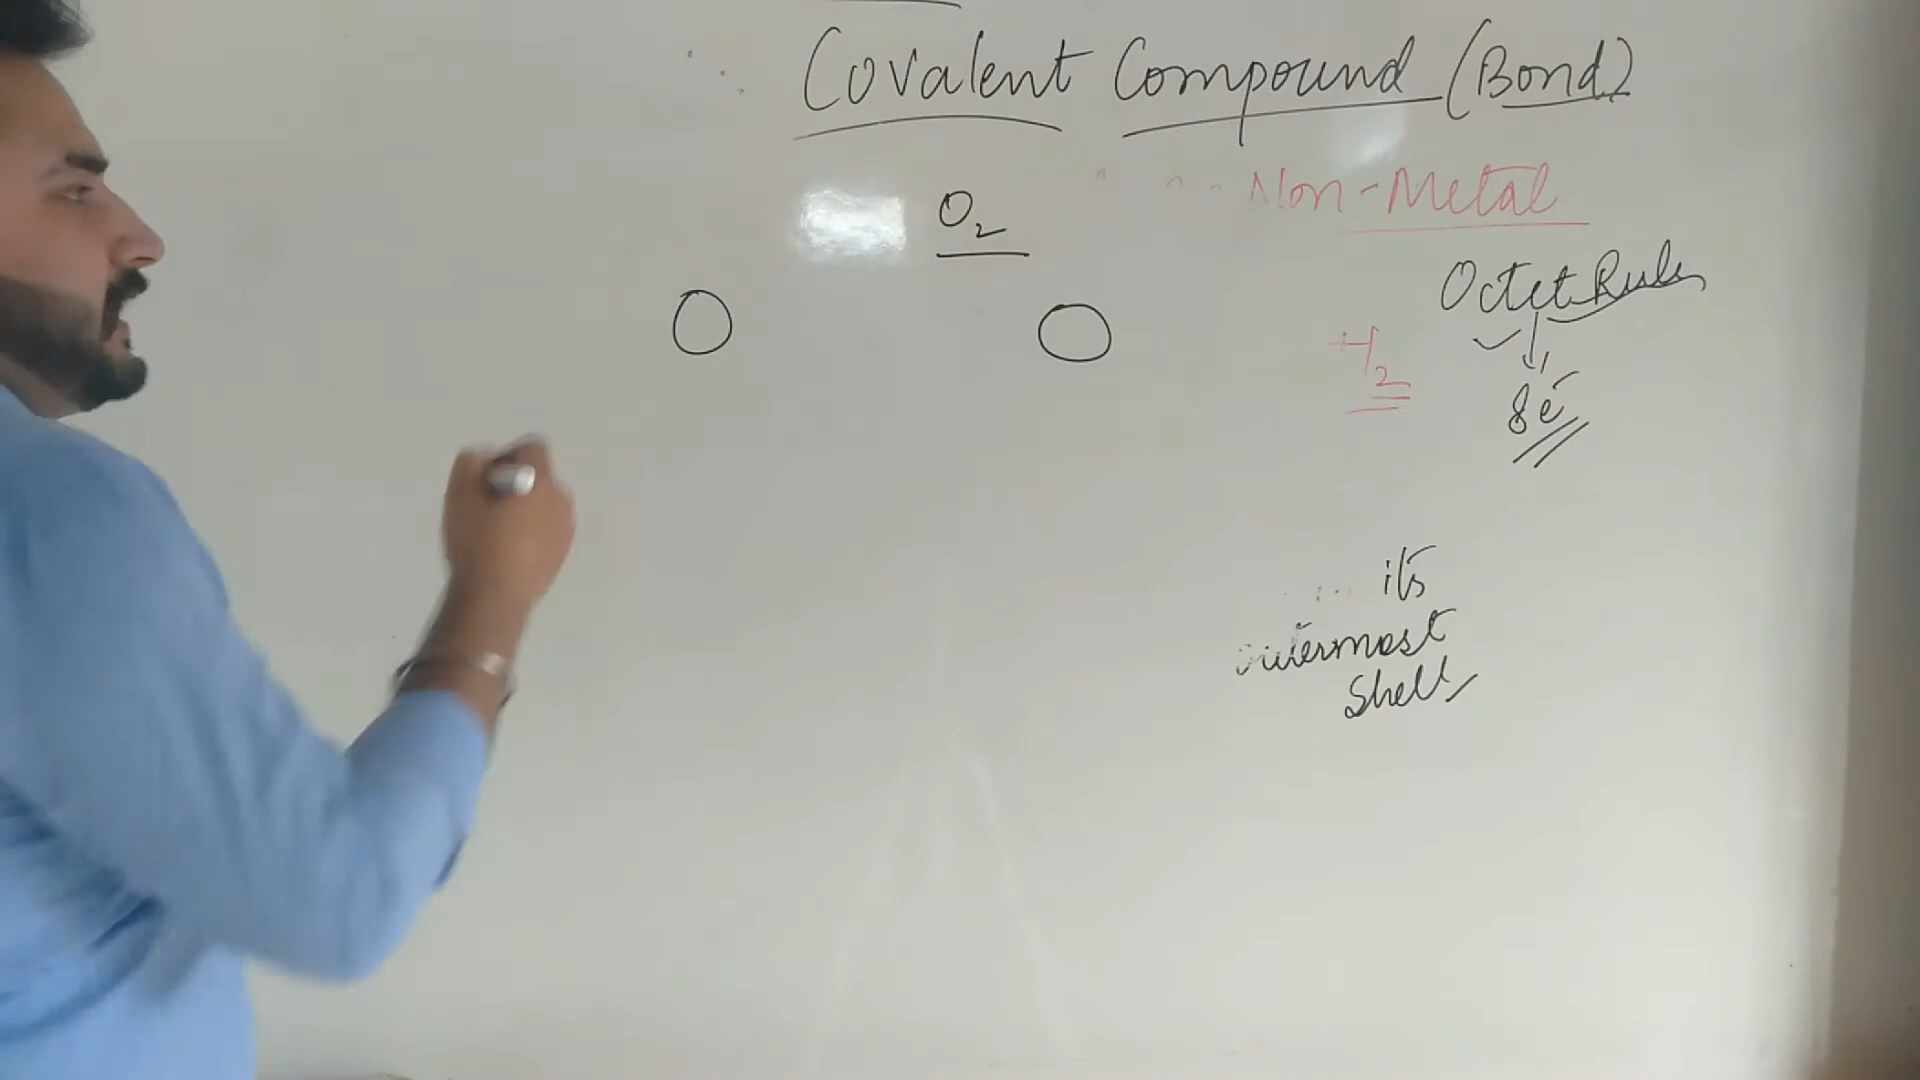 Covalent Compound (Bond)
Non-Metal
O2
Octet Rule
O O
H2
8e-
its
outermost
Shell